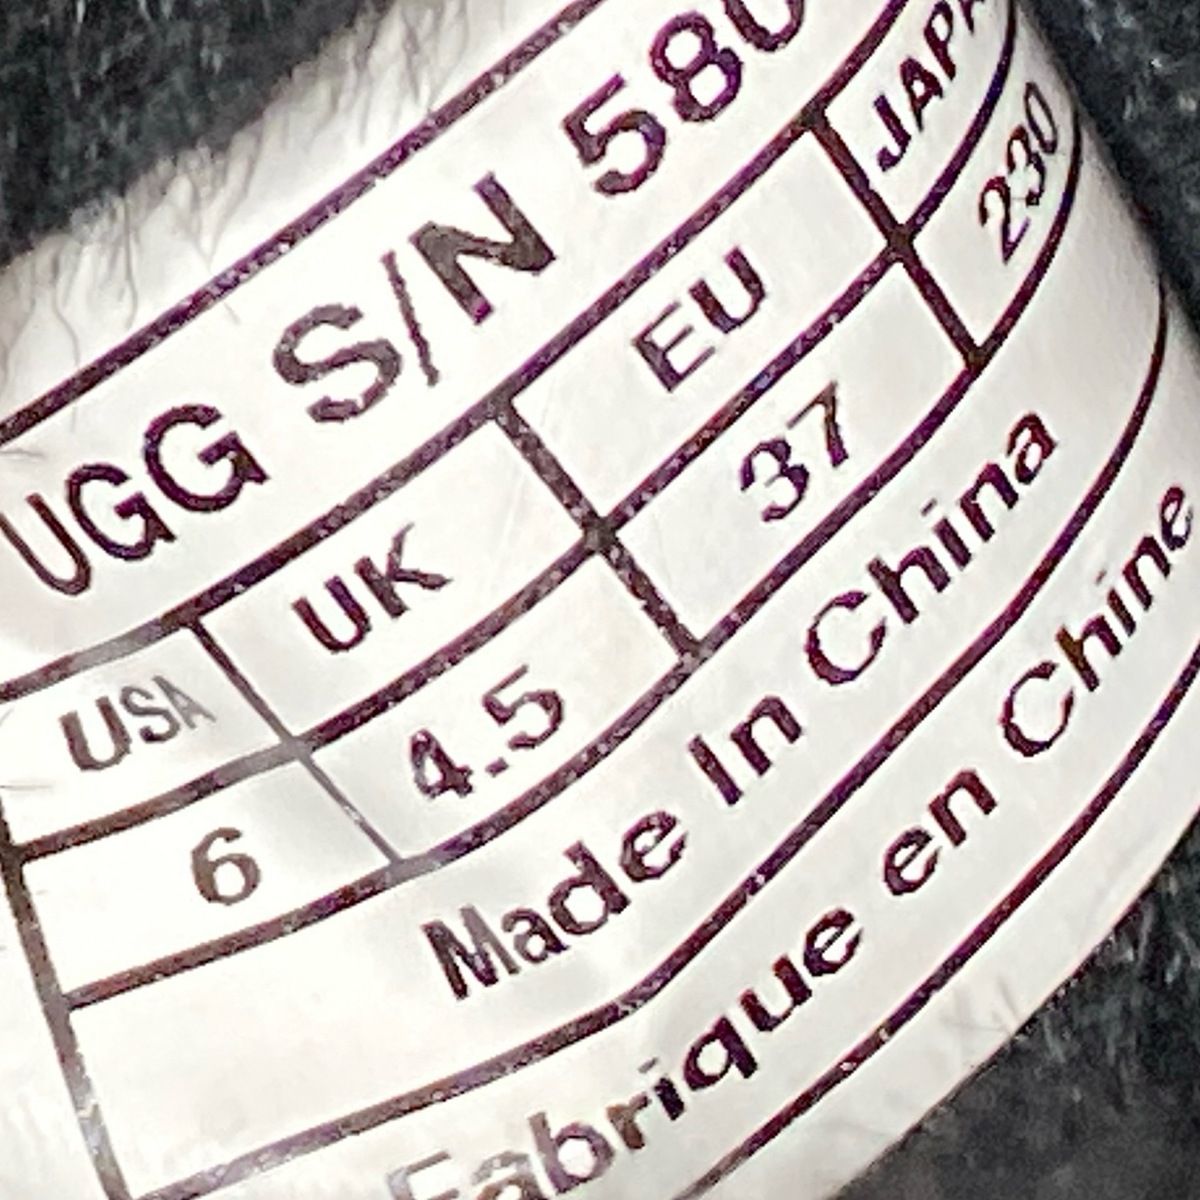 UGG S/N 580
USA UK EU JAPA
6 4.5 37 230
Made In China
Fabrique en Chine